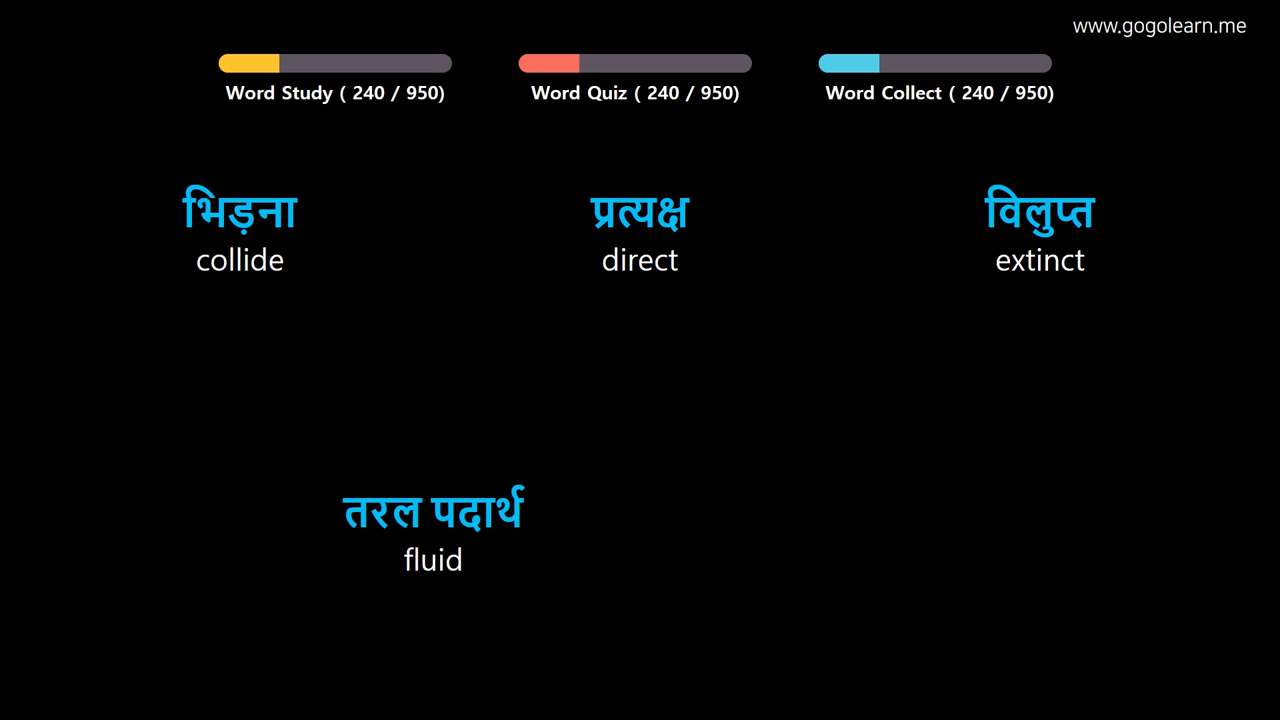 www.gogolearn.me
Word Study ( 240 / 950)
Word Quiz ( 240 / 950)
Word Collect ( 240 / 950)
भिड़ना
collide
प्रत्यक्ष
direct
विलुप्त
extinct
तरल पदार्थ
fluid